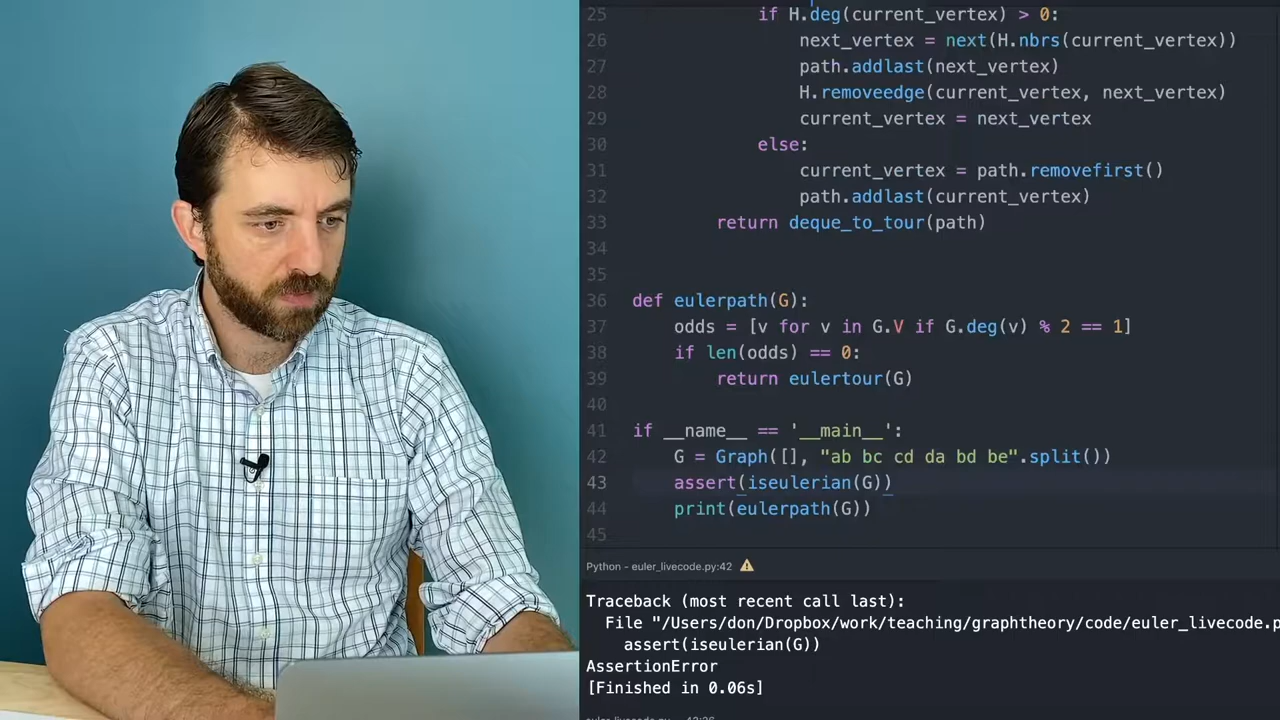 25 if H.deg(current_vertex) > 0:
26 next_vertex = next(H.nbrs(current_vertex))
27 path.addlast(next_vertex)
28 H.removeedge(current_vertex, next_vertex)
29 current_vertex = next_vertex
30 else:
31 current_vertex = path.removefirst()
32 path.addlast(current_vertex)
33 return deque_to_tour(path)
34
35
36 def eulerpath(G):
37 odds = [v for v in G.V if G.deg(v) % 2 == 1]
38 if len(odds) == 0:
39 return eulertour(G)
40
41 if __name__ == '__main__':
42 G = Graph([], "ab bc cd da bd be".split())
43 assert(iseulerian(G))
44 print(eulerpath(G))
45
Python - euler_livecode.py:42
Traceback (most recent call last):
File "/Users/don/Dropbox/work/teaching/graphtheory/code/euler_livecode.p
assert(iseulerian(G))
AssertionError
[Finished in 0.06s]